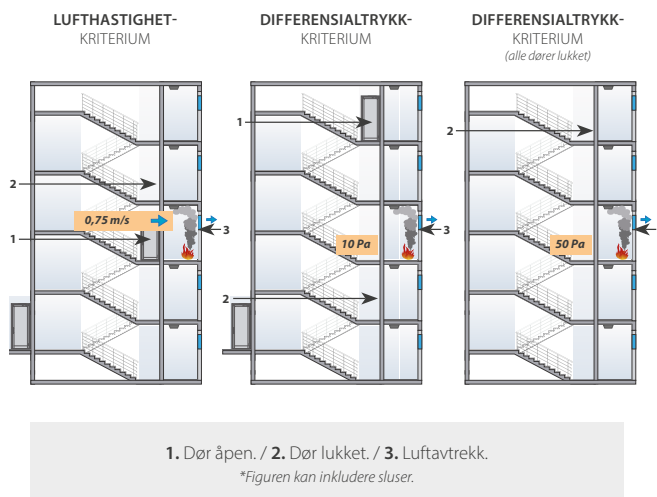 LUFTHASTIGHET-
KRITERIUM
DIFFERENSIALTRYKK-
KRITERIUM
DIFFERENSIALTRYKK-
KRITERIUM
(alle dører lukket)
2
0,75 m/s
1
3
1
10 Pa
3
2
2
50 Pa
1. Dør åpen. / 2. Dør lukket. / 3. Luftavtrekk.
*Figuren kan inkludere sluser.